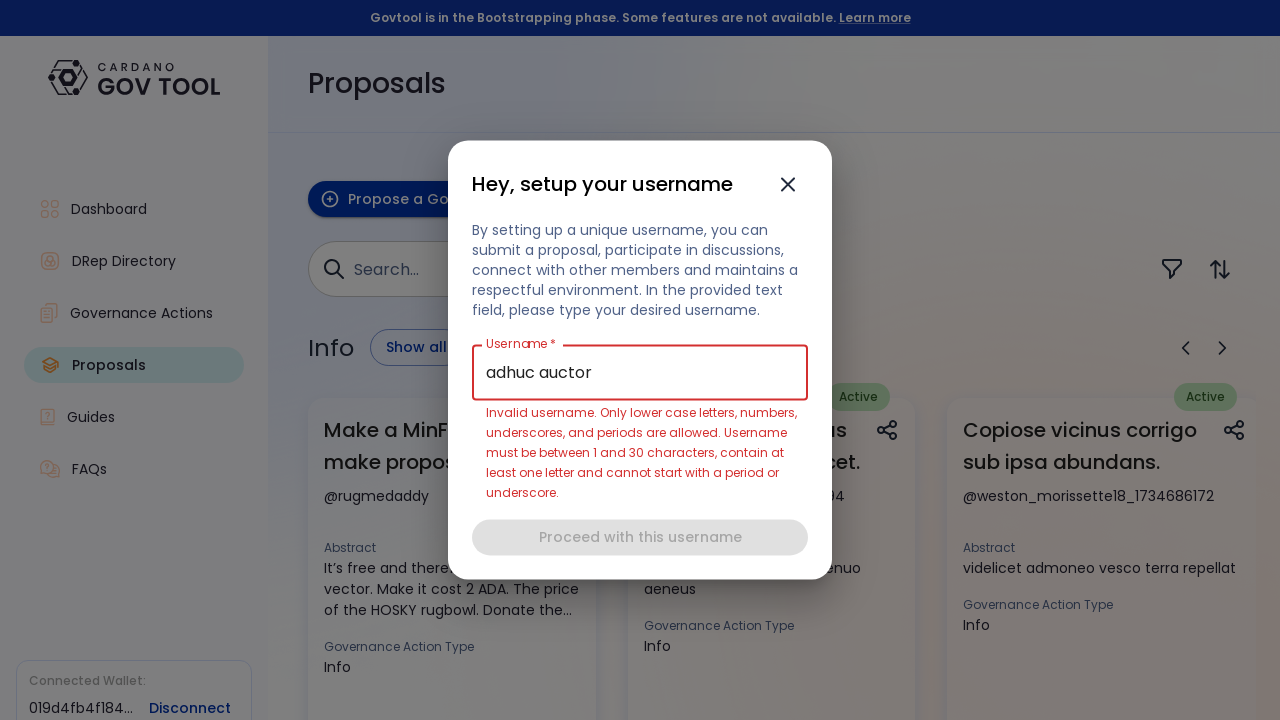 Govtool is in the Bootstrapping phase. Some features are not available. Learn more
CARDANO
GOV TOOL
Dashboard
DRep Directory
Governance Actions
Proposals
Guides
FAQs
Connected Wallet:
019d4fb4f184... Disconnect
Proposals
Propose a Go
Search...
Info
Show all
Make a MinF
make propos
@rugmedaddy
Abstract
It's free and there
vector. Make it cost 2 ADA. The price
of the HOSKY rugbowl. Donate the...
Governance Action Type
Info
Active
us
cet.
94
enuo
aeneus
Governance Action Type
Info
Active
Copiose vicinus corrigo
sub ipsa abundans.
@weston_morissette18_1734686172
Abstract
videlicet admoneo vesco terra repellat
Governance Action Type
Info
Hey, setup your username
By setting up a unique username, you can
submit a proposal, participate in discussions,
connect with other members and maintains a
respectful environment. In the provided text
field, please type your desired username.
Username *
adhuc auctor
Invalid username. Only lower case letters, numbers,
underscores, and periods are allowed. Username
must be between 1 and 30 characters, contain at
least one letter and cannot start with a period or
underscore.
Proceed with this username